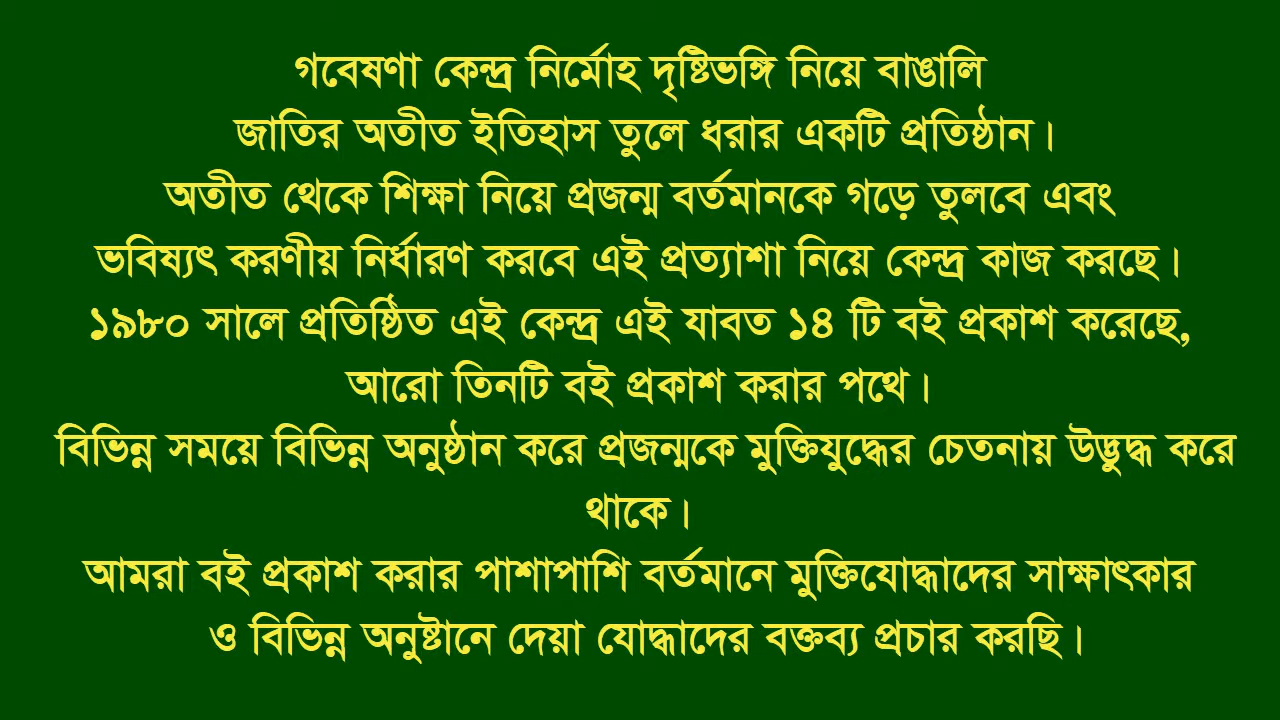 গবেষণা কেন্দ্র নির্মোহ দৃষ্টিভঙ্গি নিয়ে বাঙালি
জাতির অতীত ইতিহাস তুলে ধরার একটি প্রতিষ্ঠান।
অতীত থেকে শিক্ষা নিয়ে প্রজন্ম বর্তমানকে গড়ে তুলবে এবং
ভবিষ্যৎ করণীয় নির্ধারণ করবে এই প্রত্যাশা নিয়ে কেন্দ্র কাজ করছে।
১৯৮০ সালে প্রতিষ্ঠিত এই কেন্দ্র এই যাবত ১৪ টি বই প্রকাশ করেছে,
আরো তিনটি বই প্রকাশ করার পথে।
বিভিন্ন সময়ে বিভিন্ন অনুষ্ঠান করে প্রজন্মকে মুক্তিযুদ্ধের চেতনায় উদ্ভুদ্ধ করে
থাকে।
আমরা বই প্রকাশ করার পাশাপাশি বর্তমানে মুক্তিযোদ্ধাদের সাক্ষাৎকার
ও বিভিন্ন অনুষ্টানে দেয়া যোদ্ধাদের বক্তব্য প্রচার করছি।